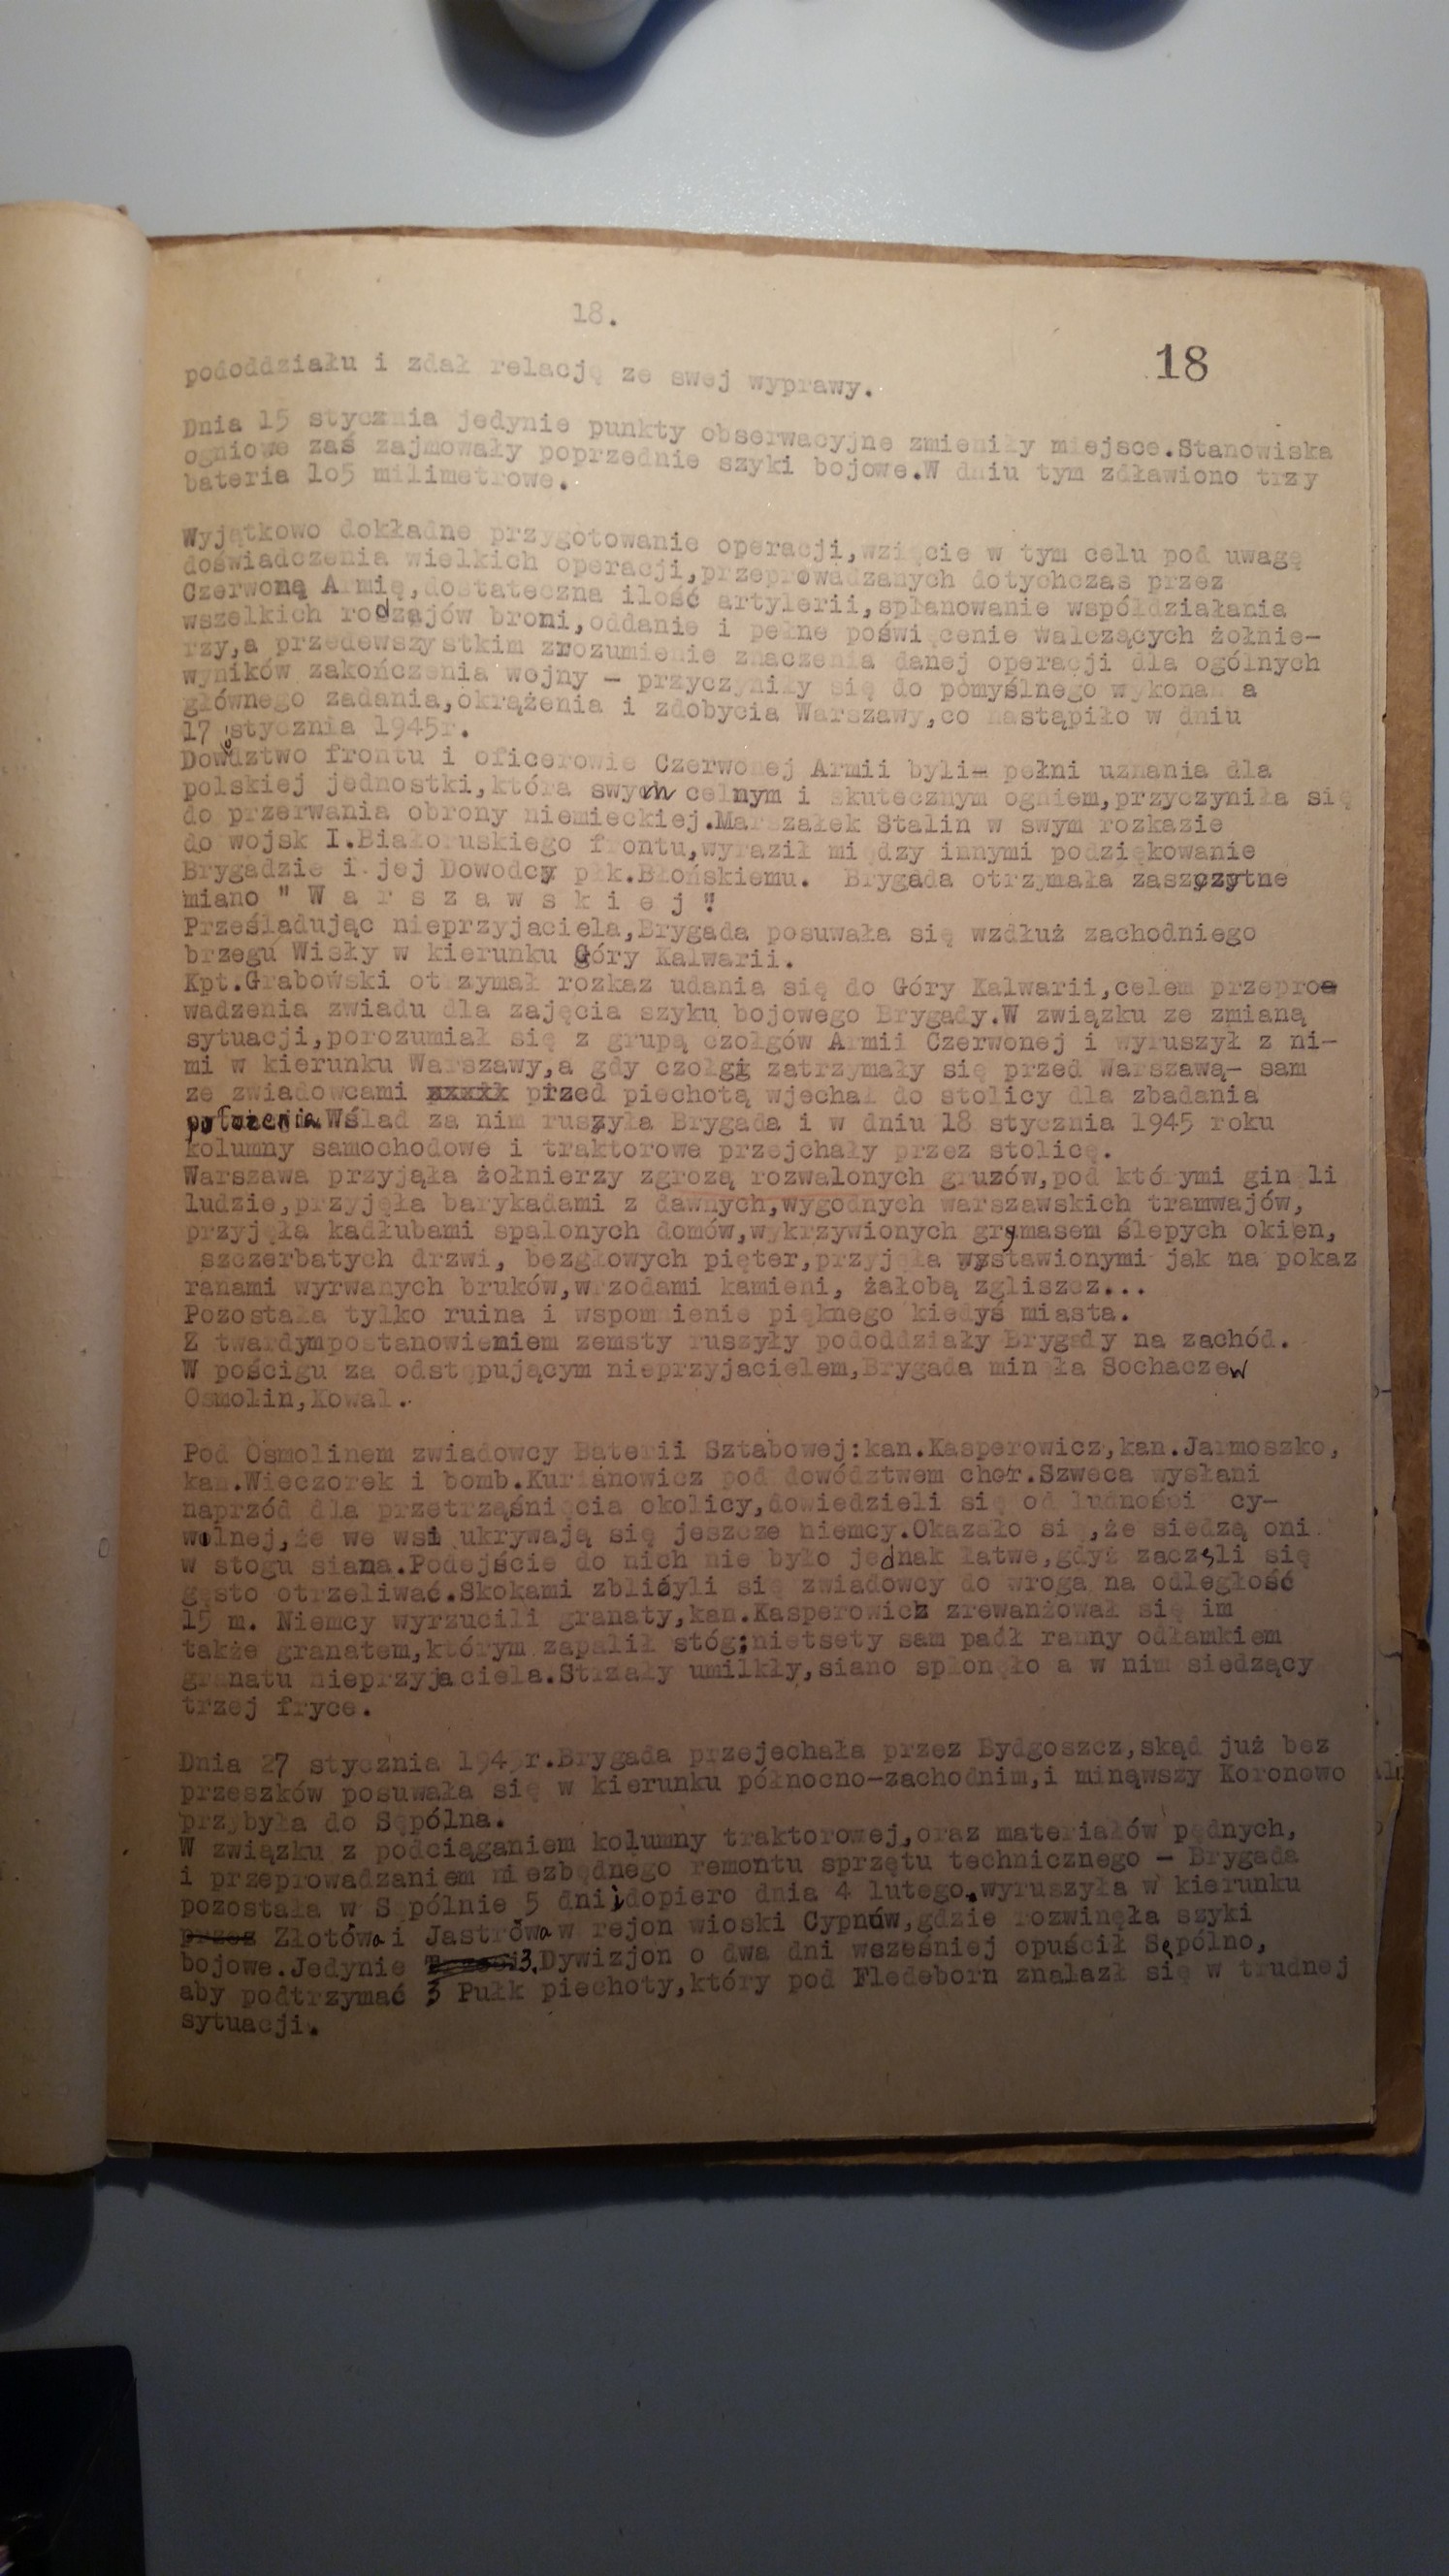 18.
18
pododdziału i zdał relację ze swej wyprawy.
Dnia 15 stycznia jedynie punkty obserwacyjne zmieniły miejsce.Stanowiska
ogniowe zaś zajmowały poprzednie szyki bojowe.W dniu tym zdławiono trzy
bateria 1o5 milimetrowe.
Wyjątkowo dokładne przygotowanie operacji,wzięcie w tym celu pod uwagę
doświadczenia wielkich operacji,przeprowadzanych dotychczas przez
Czerwoną Armię,dostateczna ilość artylerii,splanowanie współdziałania
wszelkich rodzajów broni,oddanie i pełne poświęcenie walczących żołnie-
rzy,a przedewszystkim zrozumienie znaczenia danej operacji dla ogólnych
wyników zakończenia wojny – przyczyniły się do pomyślnego wykonania
głównego zadania,okrążenia i zdobycia Warszawy,co nastąpiło w dniu
17 stycznia 1945r.
Dowództwo frontu i oficerowie Czerwonej Armii byli- pełni uznania dla
polskiej jednostki,która swym celnym i skutecznym ogniem,przyczyniła się
do przerwania obrony niemieckiej.Marszałek Stalin w swym rozkazie
do wojsk I.Białoruskiego frontu,wyraził między innymi podziękowanie
Brygadzie i jej Dowodcy płk.Błońskiemu. Brygada otrzymała zaszczytne
miano " W a r s z a w s k i e j "
Prześladując nieprzyjaciela,Brygada posuwała się wzdłuż zachodniego
brzegu Wisły w kierunku Góry Kalwarii.
Kpt.Grabowski otrzymał rozkaz udania się do Góry Kalwarii,celem przepro-
wadzenia zwiadu dla zajęcia szyku bojowego Brygady.W związku ze zmianą
sytuacji,porozumiał się z grupą czołgów Armii Czerwonej i wyruszył z ni-
mi w kierunku Warszawy,a gdy czołgi zatrzymały się przed Warszawą- sam
ze zwiadowcami przed piechotą wjechał do stolicy dla zbadania
położenia.Wślad za nim ruszyła Brygada i w dniu 18 stycznia 1945 roku
kolumny samochodowe i traktorowe przejchały przez stolicę.
Warszawa przyjąła żołnierzy zgrozą rozwalonych gruzów,pod którymi ginęli
ludzie,przyjęła barykadami z dawnych,wygodnych warszawskich tramwajów,
przyjęła kadłubami spalonych domów,wykrzywionych grymasem ślepych okien,
szczerbatych drzwi, bezgłowych pięter,przyjęła wystawionymi jak na pokaz
ranami wyrwanych bruków,wrzodami kamieni, żałobą zgliszcz...
Pozostała tylko ruina i wspomnienie pięknego kiedyś miasta.
Z twardympostanowieniem zemsty ruszyły pododdziały Brygady na zachód.
W pościgu za odstępującym nieprzyjacielem,Brygada minęła Sochaczew
Osmolin,Kowal.
Pod Osmolinem zwiadowcy Baterii Sztabowej:kan.Kasperowicz,kan.Jarmoszko,
kan.Wieczorek i bomb.Kurianowicz pod dowództwem chor.Szweca wysłani
naprzód dla przetrząśnięcia okolicy,dowiedzieli się od ludności cy-
wolnej,że we wsi ukrywają się jeszcze niemcy.Okazało się,że siedzą oni
w stogu siana.Podejście do nich nie było jednak łatwe,gdyż zaczęli się
gęsto otrzeliwać.Skokami zbliżyli się zwiadowcy do wroga na odległość
15 m. Niemcy wyrzucili granaty,kan.Kasperowicz zrewanżował się im
także granatem,którym zapalił stóg;nietsety sam padł ranny odłamkiem
granatu nieprzyjaciela.Strzały umilkły,siano spłonęło a w nim siedzący
trzej fryce.
Dnia 27 stycznia 1945r.Brygada przejechała przez Bydgoszcz,skąd już bez
przeszków posuwała się w kierunku północno-zachodnim,i minąwszy Koronowo
przybyła do Sępólna.
W związku z podciąganiem kolumny traktorowej,oraz materiałów pędnych,
i przeprowadzaniem niezbędnego remontu sprzętu technicznego – Brygada
pozostała w Sępólnie 5 dni;dopiero dnia 4 lutego wyruszyła w kierunku
przez Złotówa i Jastrowa w rejon wioski Cypnów,gdzie rozwinęła szyki
bojowe.Jedynie 3.Dywizjon o dwa dni wsześniej opuścił Sępólno,
aby podtrzymać 3 Pułk piechoty,który pod Fledeborn znalazł się w trudnej
sytuacji.